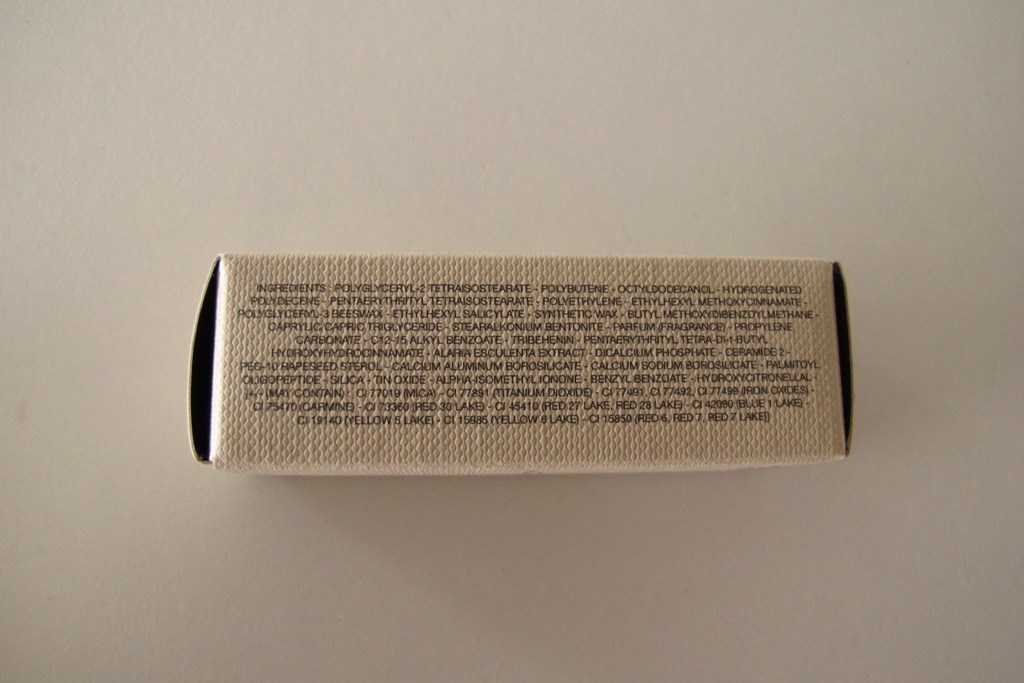 INGREDIENTS : POLYGLYCERYL-2 TETRAISOSTEARATE - POLYBUTENE - OCTYLDODECANOL - HYDROGENATED
POLYDECENE - PENTAERYTHRITYL TETRAISOSTEARATE - POLYETHYLENE - ETHYLHEXYL METHOXYCINNAMATE -
POLYGLYCERYL-3 BEESWAX - ETHYLHEXYL SALICYLATE - SYNTHETIC WAX - BUTYL METHOXYDIBENZOYLMETHANE -
CAPRYLIC/CAPRIC TRIGLYCERIDE - STEARALKONIUM BENTONITE - PARFUM (FRAGRANCE) - PROPYLENE
CARBONATE - C12-15 ALKYL BENZOATE - TRIBEHENIN - PENTAERYTHRITYL TETRA-DI-t-BUTYL
HYDROXYHYDROCINNAMATE - ALARIA ESCULENTA EXTRACT - DICALCIUM PHOSPHATE - CERAMIDE 2 -
PEG-10 RAPESEED STEROL - CALCIUM ALUMINUM BOROSILICATE - CALCIUM SODIUM BOROSILICATE - PALMITOYL
OLIGOPEPTIDE - SILICA - TIN OXIDE - ALPHA-ISOMETHYL IONONE - BENZYL BENZOATE - HYDROXYCITRONELLAL -
[+/- (MAY CONTAIN) : CI 77019 (MICA) - CI 77891 (TITANIUM DIOXIDE) - CI 77491, CI 77492, CI 77499 (IRON OXIDES) -
CI 75470 (CARMINE) - CI 73360 (RED 30 LAKE) - CI 45410 (RED 27 LAKE, RED 28 LAKE) - CI 42090 (BLUE 1 LAKE) -
CI 19140 (YELLOW 5 LAKE) - CI 15985 (YELLOW 6 LAKE) - CI 15850 (RED 6, RED 7, RED 7 LAKE)]